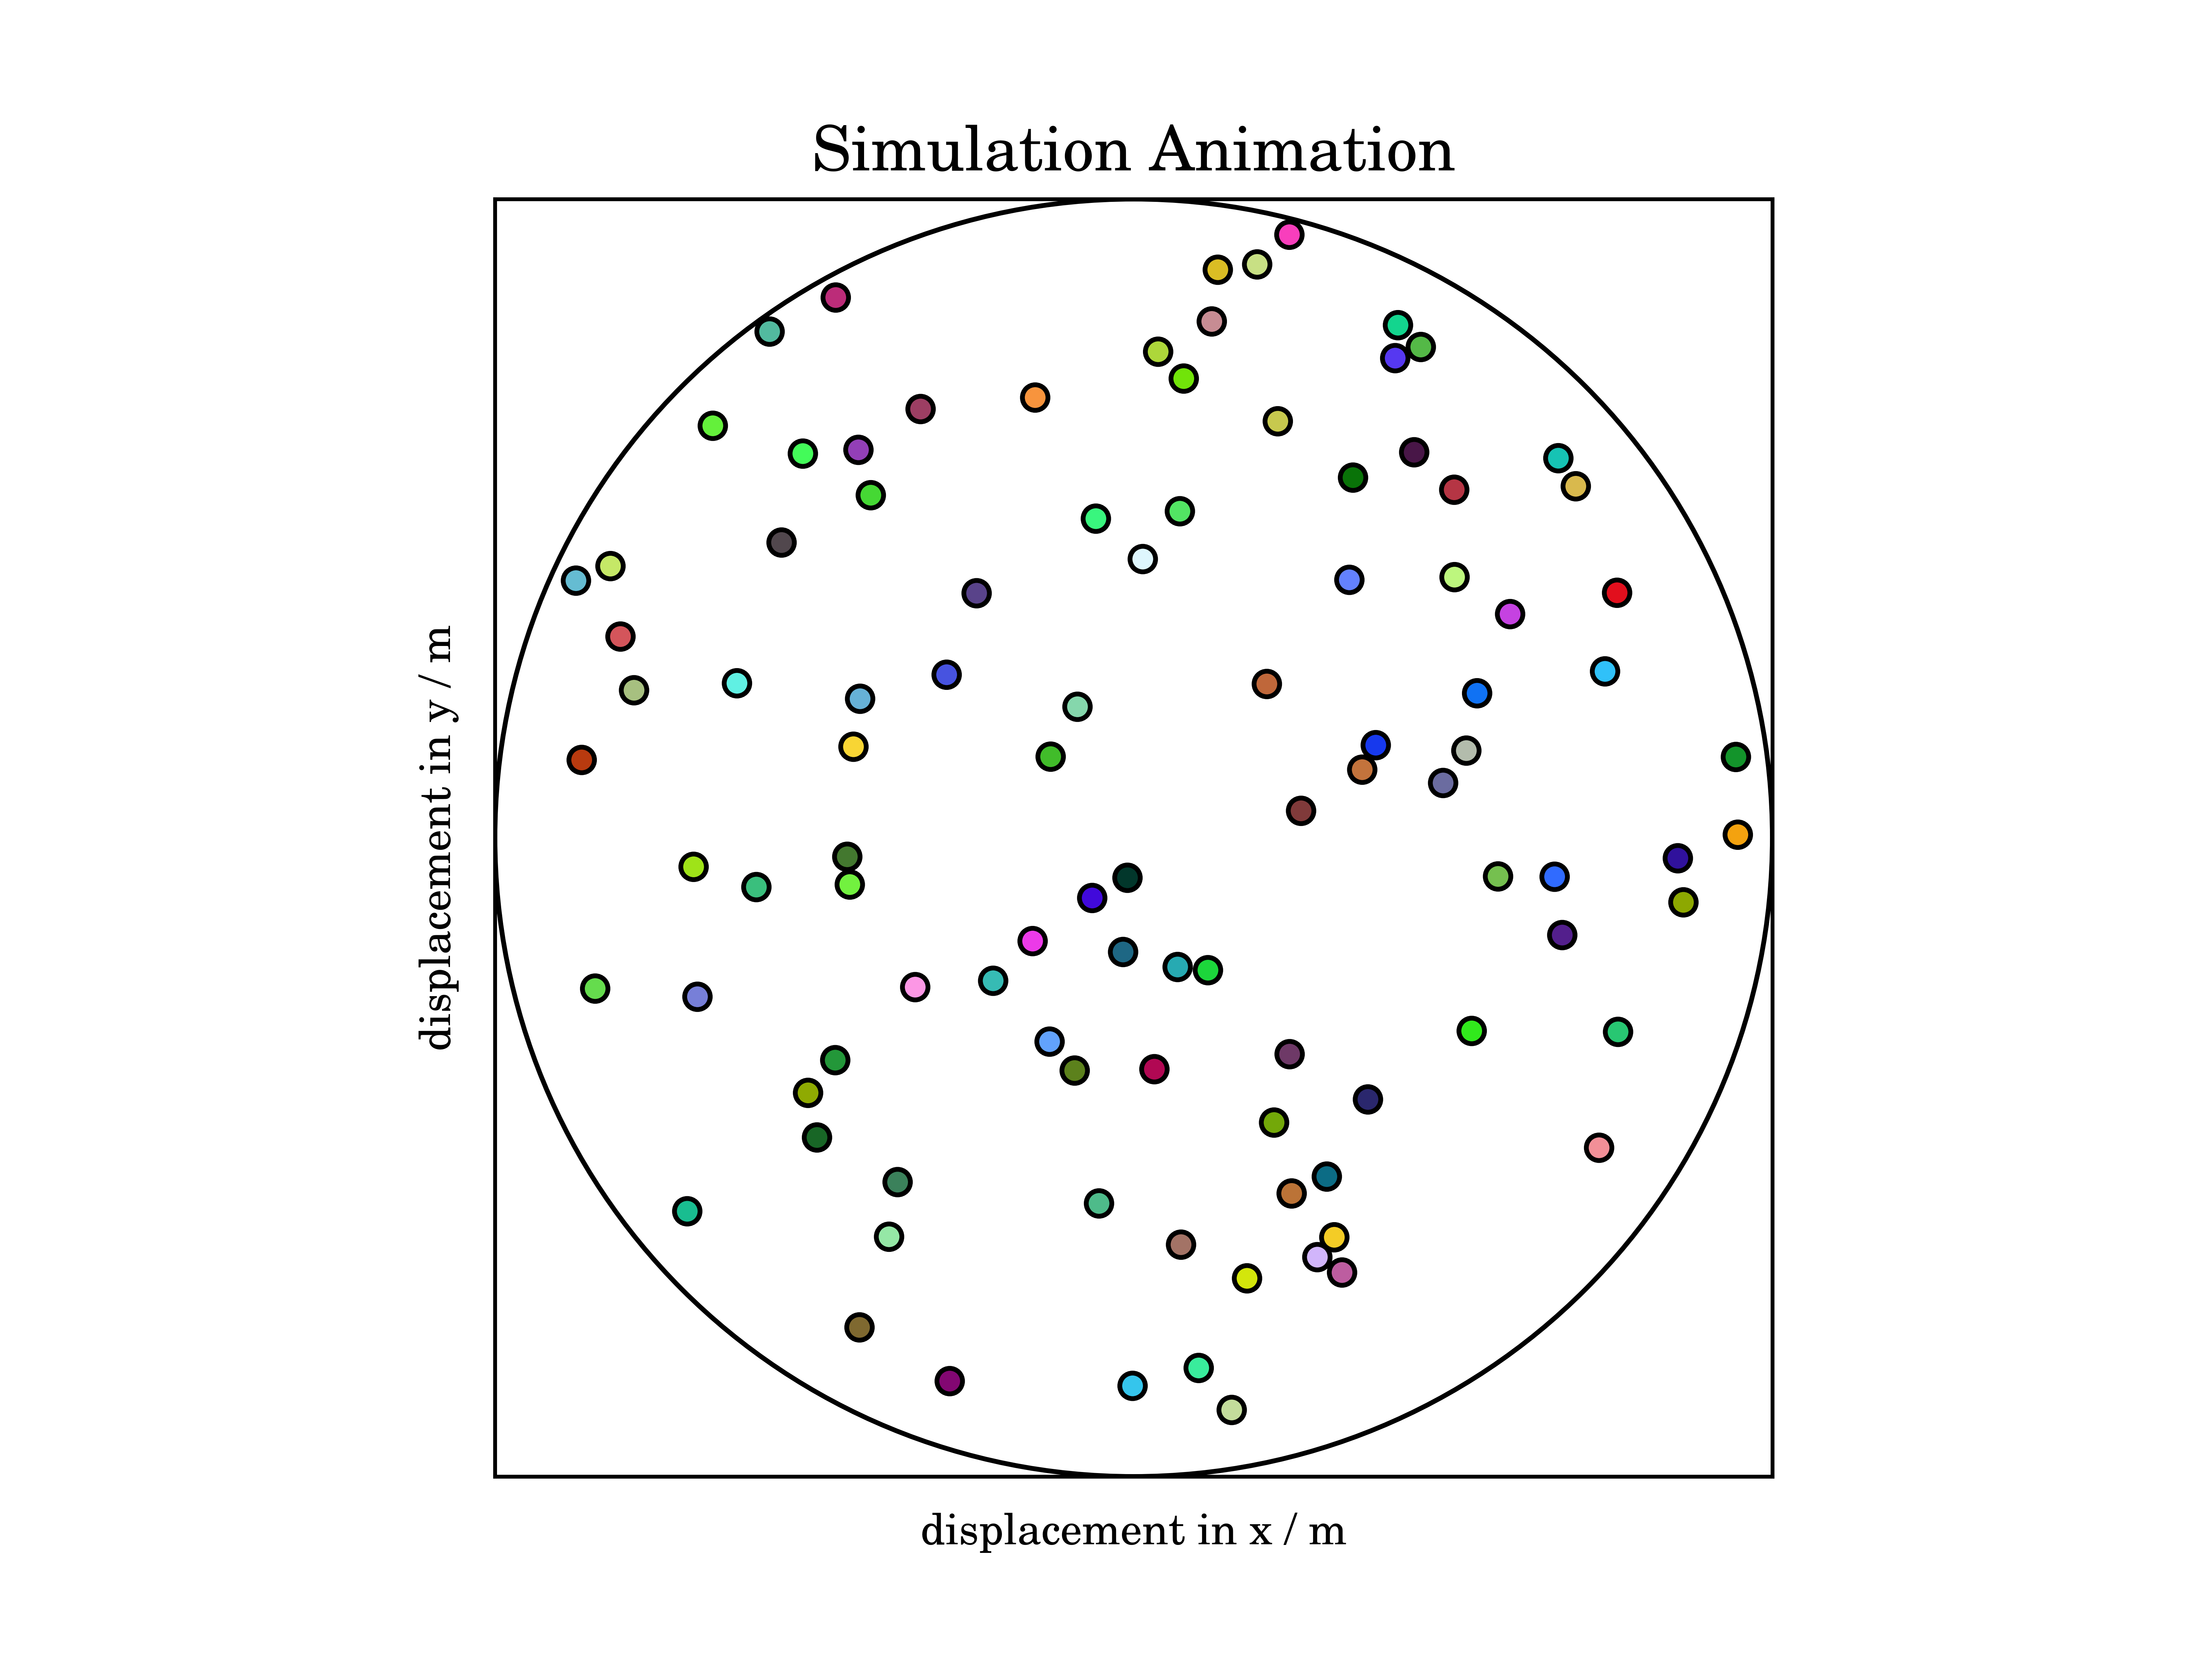 Simulation Animation
displacement in y / m
displacement in x / m